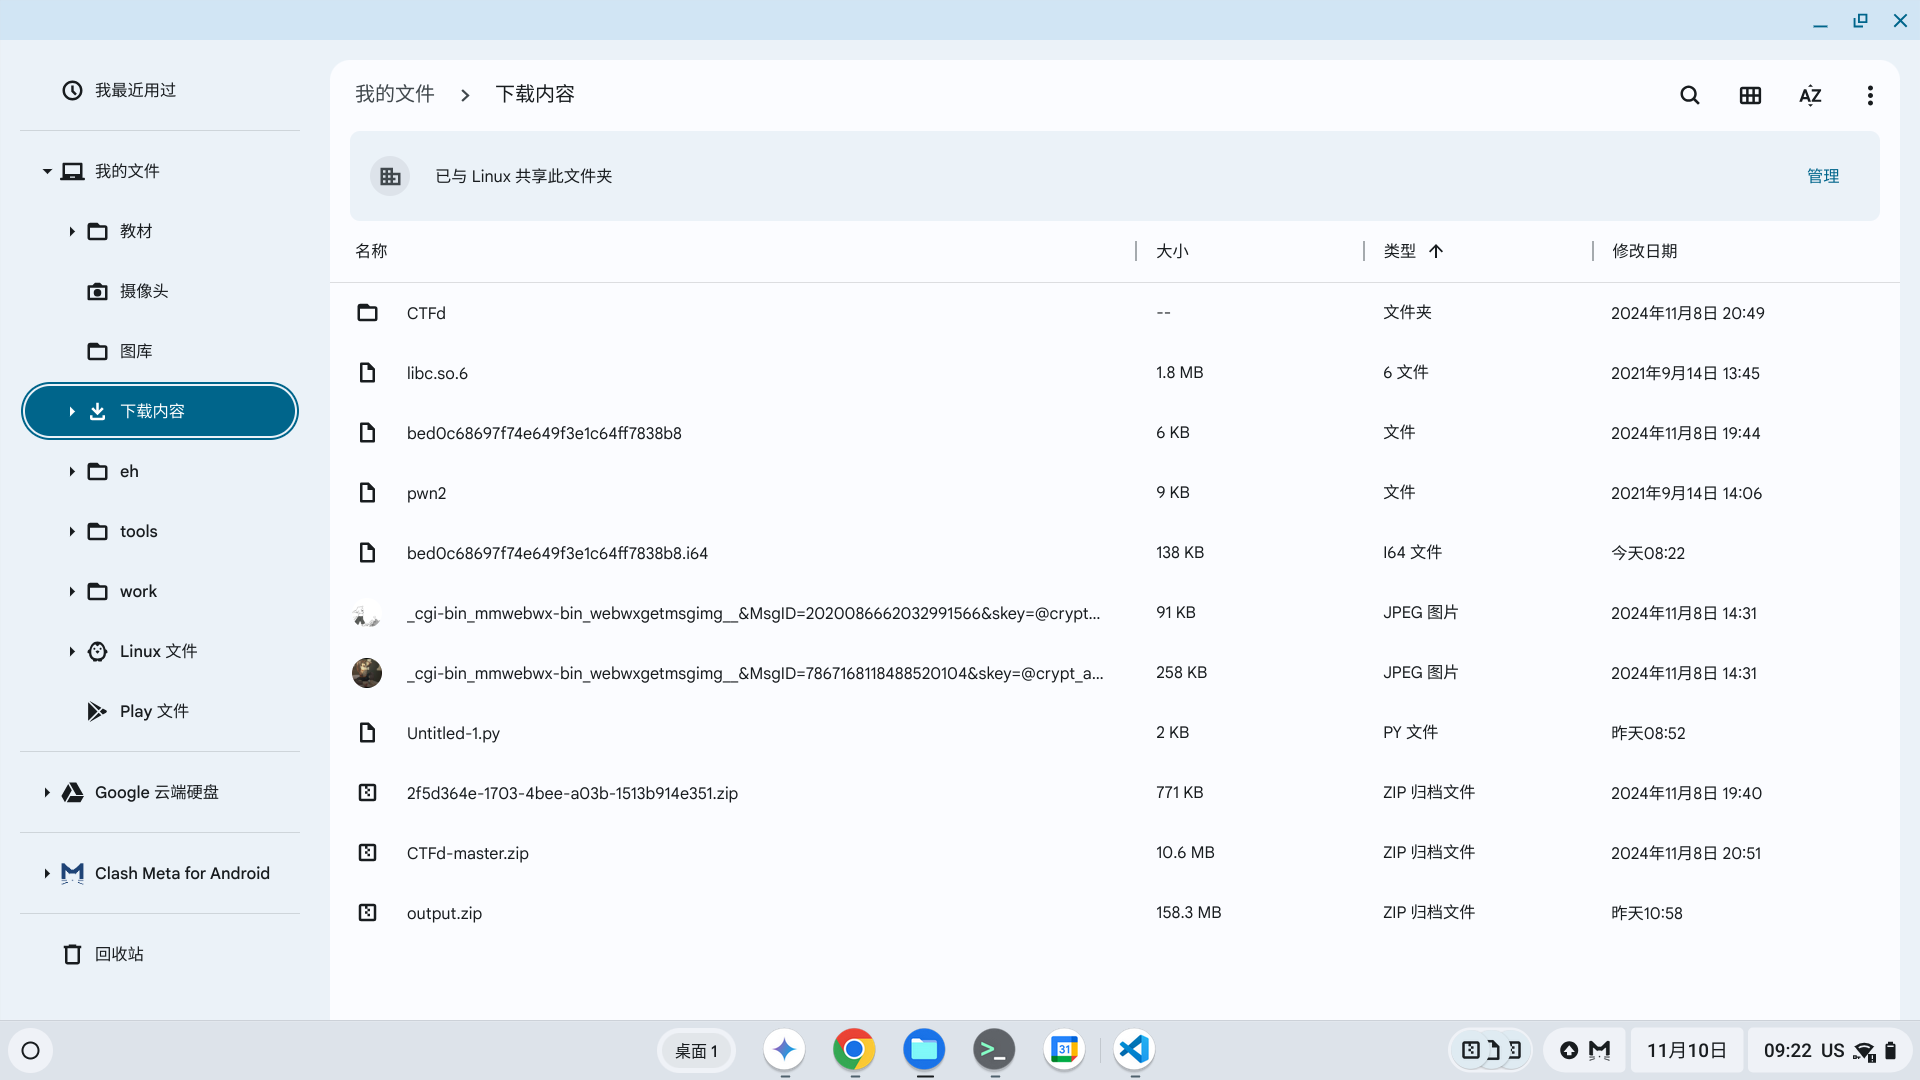 我最近用过
我的文件
教材
摄像头
图库
下载内容
eh
tools
work
Linux 文件
Play 文件
Google 云端硬盘
Clash Meta for Android
回收站
我的文件 下载内容
AZ
已与 Linux 共享此文件夹 管理
名称 大小 类型 修改日期
CTFd -- 文件夹 2024年11月8日 20:49
libc.so.6 1.8 MB 6 文件 2021年9月14日 13:45
bed0c68697f74e649f3e1c64ff7838b8 6 KB 文件 2024年11月8日 19:44
pwn2 9 KB 文件 2021年9月14日 14:06
bed0c68697f74e649f3e1c64ff7838b8.i64 138 KB I64 文件 今天08:22
_cgi-bin_mmwebwx-bin_webwxgetmsgimg__&MsgID=2020086662032991566&skey=@crypt... 91 KB JPEG 图片 2024年11月8日 14:31
_cgi-bin_mmwebwx-bin_webwxgetmsgimg__&MsgID=7867168118488520104&skey=@crypt_a... 258 KB JPEG 图片 2024年11月8日 14:31
Untitled-1.py 2 KB PY 文件 昨天08:52
2f5d364e-1703-4bee-a03b-1513b914e351.zip 771 KB ZIP 归档文件 2024年11月8日 19:40
CTFd-master.zip 10.6 MB ZIP 归档文件 2024年11月8日 20:51
output.zip 158.3 MB ZIP 归档文件 昨天10:58
桌面 1 31 11月10日 09:22 US